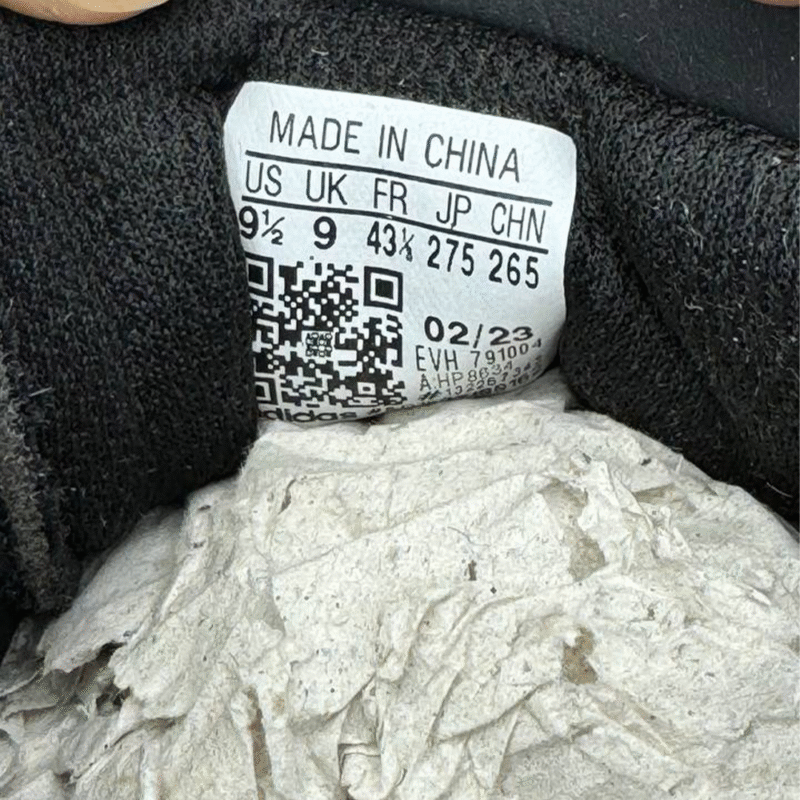 MADE IN CHINA
US UK FR JP CHN
9½ 9 43⅓ 275 265
02/23
EVH 791004
adidas